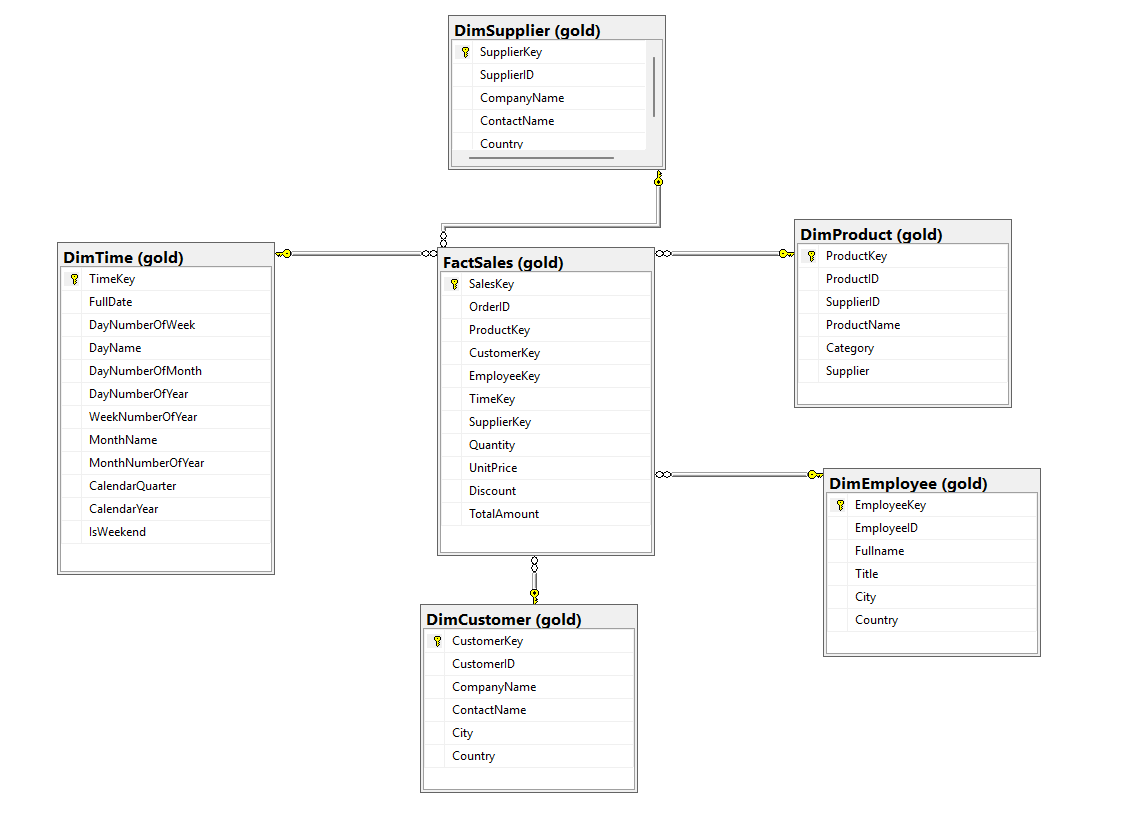 DimSupplier (gold)
SupplierKey
SupplierID
CompanyName
ContactName
Country
DimTime (gold)
TimeKey
FullDate
DayNumberOfWeek
DayName
DayNumberOfMonth
DayNumberOfYear
WeekNumberOfYear
MonthName
MonthNumberOfYear
CalendarQuarter
CalendarYear
IsWeekend
FactSales (gold)
SalesKey
OrderID
ProductKey
CustomerKey
EmployeeKey
TimeKey
SupplierKey
Quantity
UnitPrice
Discount
TotalAmount
DimProduct (gold)
ProductKey
ProductID
SupplierID
ProductName
Category
Supplier
DimEmployee (gold)
EmployeeKey
EmployeeID
Fullname
Title
City
Country
DimCustomer (gold)
CustomerKey
CustomerID
CompanyName
ContactName
City
Country